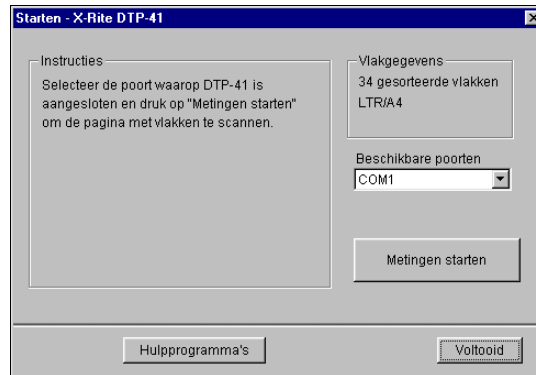 Starten - X-Rite DTP-41
Instructies
Selecteer de poort waarop DTP-41 is
aangesloten en druk op "Metingen starten"
om de pagina met vlakken te scannen.
Vlakgegevens
34 gesorteerde vlakken
LTR/A4
Beschikbare poorten
COM1
Metingen starten
Hulpprogramma's
Voltooid